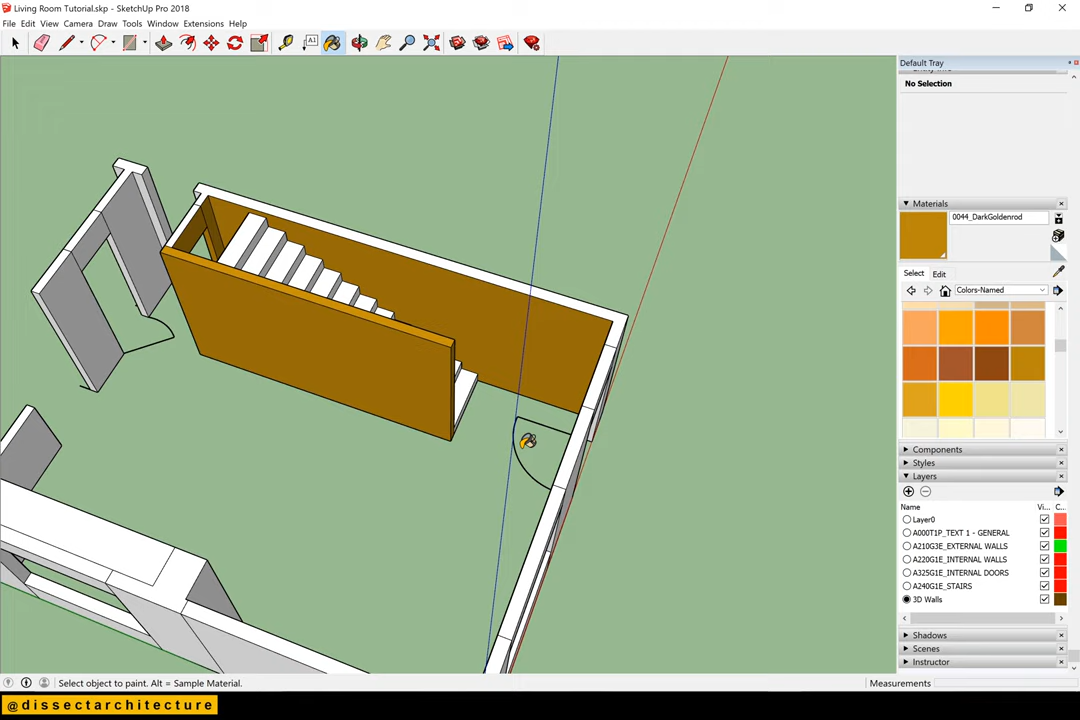 Living Room Tutorial.skp - SketchUp Pro 2018
File Edit View Camera Draw Tools Window Extensions Help
A1
Default Tray
No Selection
Materials
0044_DarkGoldenrod
Select Edit
Colors-Named
Components
Styles
Layers
Name Vi... C...
Layer0
A000T1P_TEXT 1 - GENERAL
A210G3E_EXTERNAL WALLS
A220G1E_INTERNAL WALLS
A325G1E_INTERNAL DOORS
A240G1E_STAIRS
3D Walls
Shadows
Scenes
Instructor
Select object to paint. Alt = Sample Material.
Measurements
@dissectarchitecture